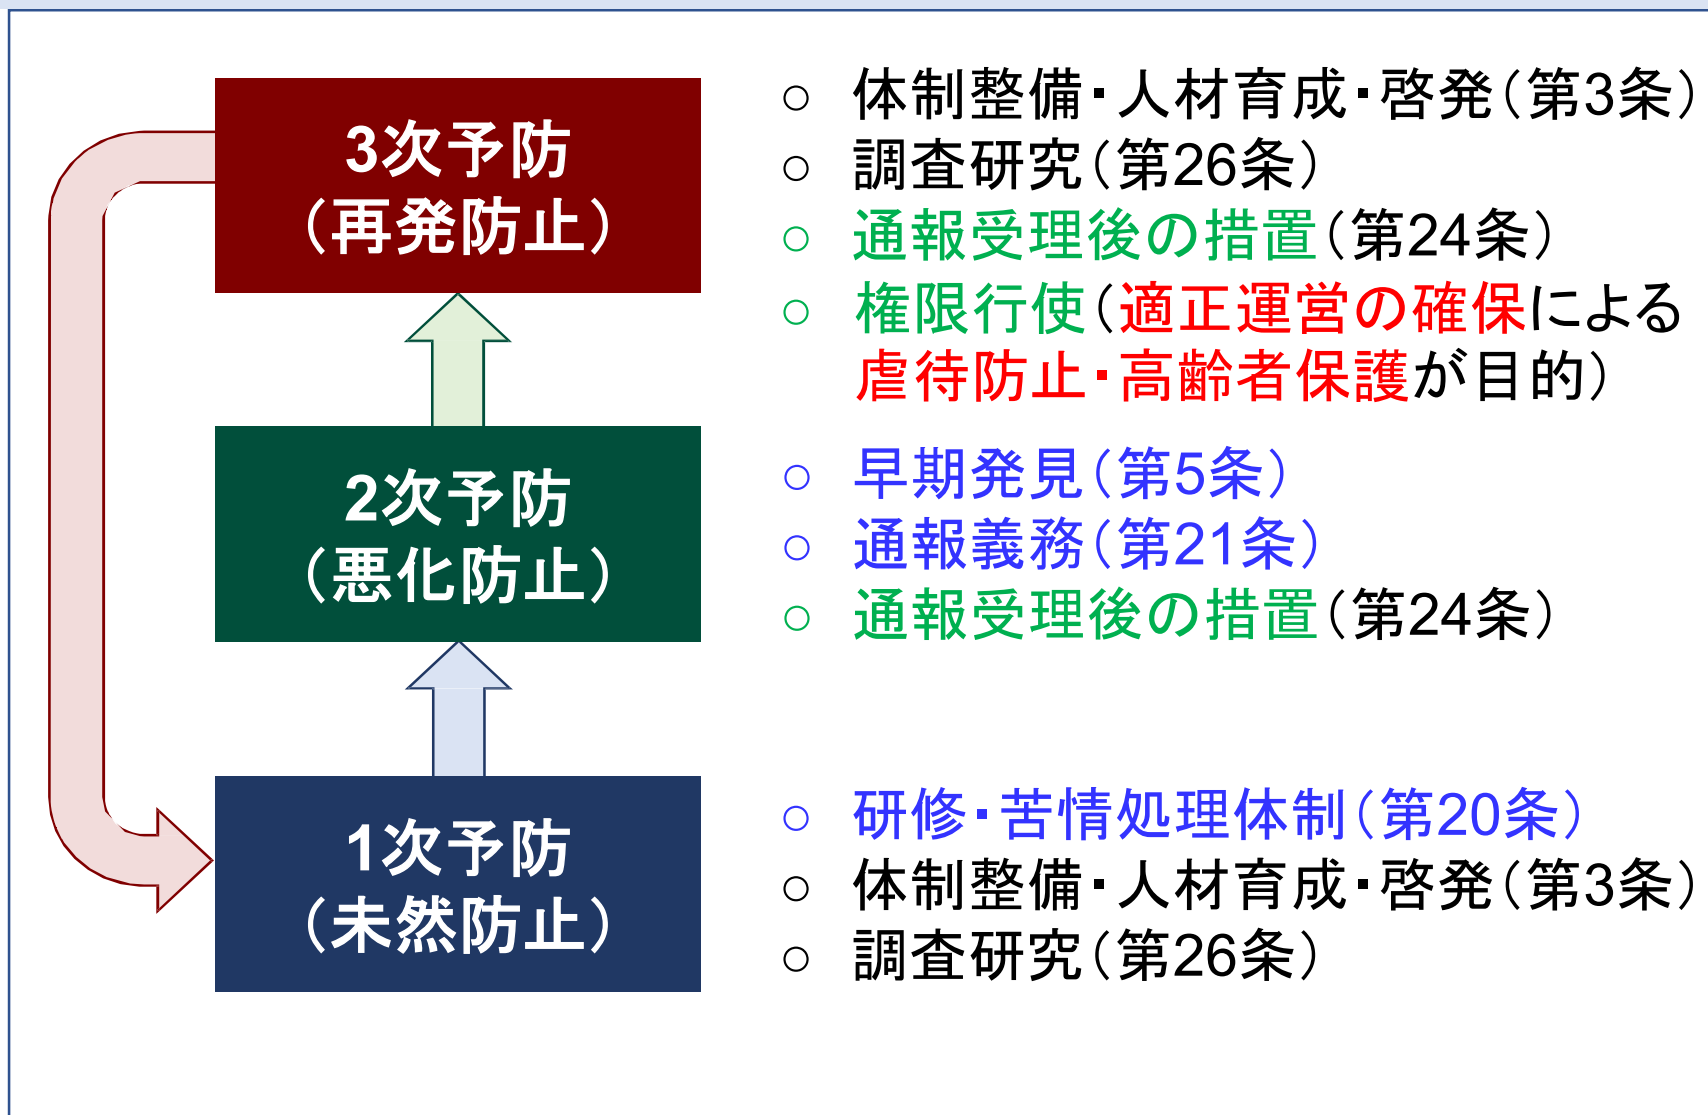 3次予防
（再発防止）
○ 体制整備・人材育成・啓発（第3条）
○ 調査研究（第26条）
○ 通報受理後の措置（第24条）
○ 権限行使（適正運営の確保による
虐待防止・高齢者保護が目的）
2次予防
（悪化防止）
○ 早期発見（第5条）
○ 通報義務（第21条）
○ 通報受理後の措置（第24条）
1次予防
（未然防止）
○ 研修・苦情処理体制（第20条）
○ 体制整備・人材育成・啓発（第3条）
○ 調査研究（第26条）